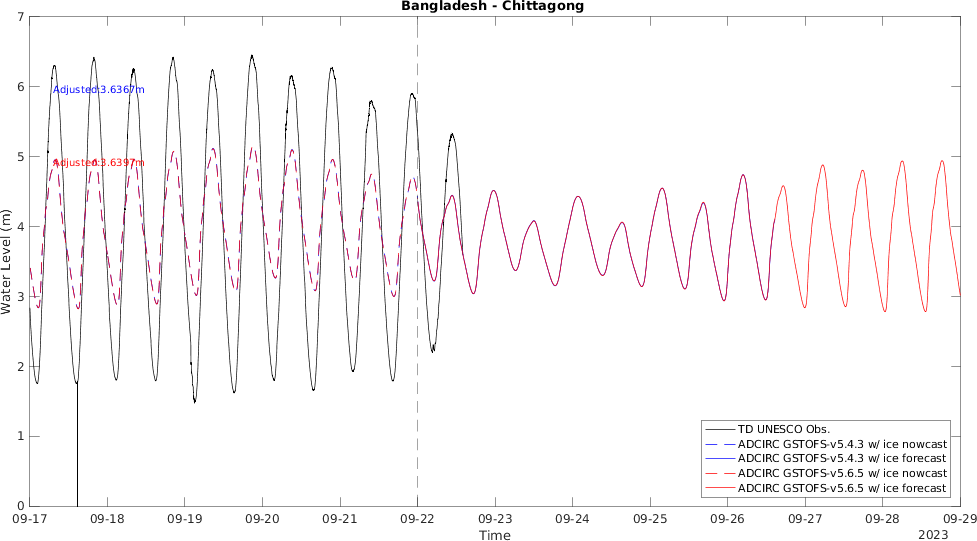 Bangladesh - Chittagong
7
6
5
4
3
2
1
0
Water Level (m)
Adjusted:3.6367m
Adjusted:3.6397m
TD UNESCO Obs.
ADCIRC GSTOFS-v5.4.3 w/ ice nowcast
ADCIRC GSTOFS-v5.4.3 w/ ice forecast
ADCIRC GSTOFS-v5.6.5 w/ ice nowcast
ADCIRC GSTOFS-v5.6.5 w/ ice forecast
09-17 09-18 09-19 09-20 09-21 09-22 09-23 09-24 09-25 09-26 09-27 09-28 09-29
Time
2023